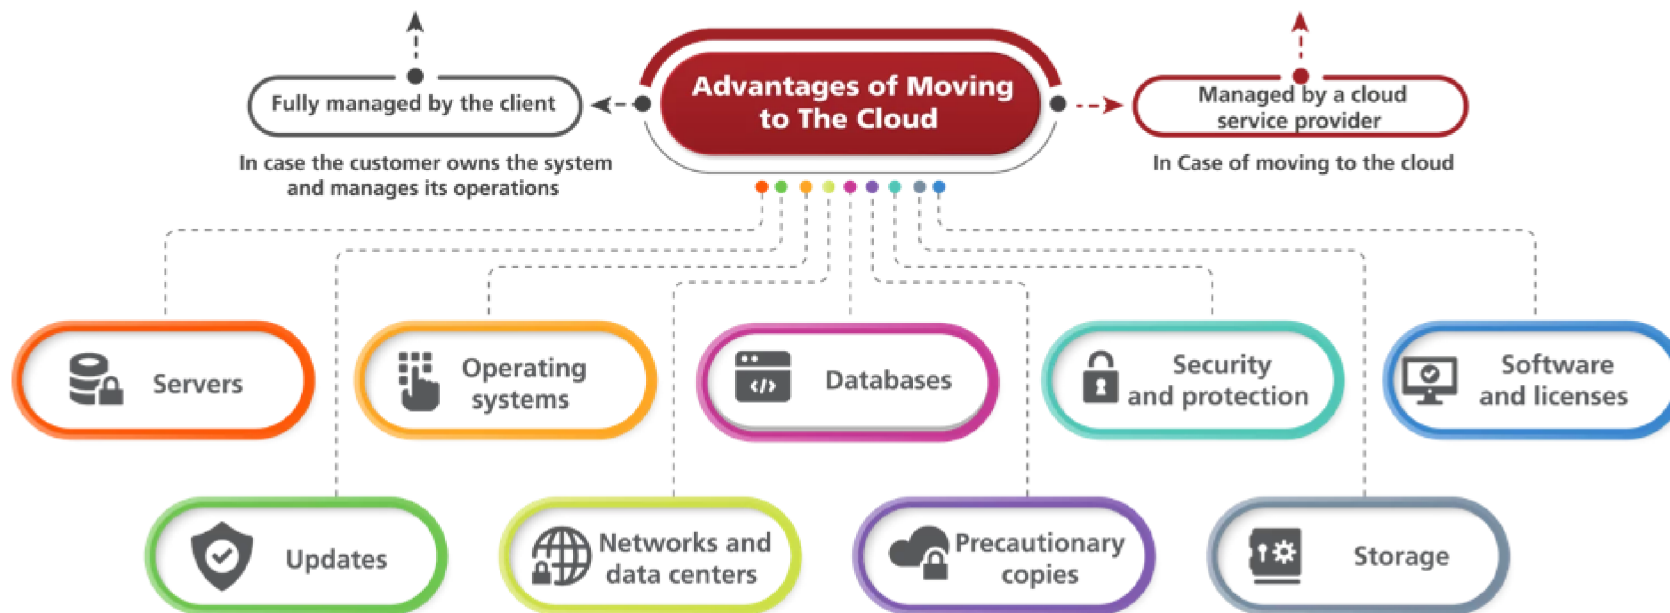 Advantages of Moving
to The Cloud
Fully managed by the client
In case the customer owns the system
and manages its operations
Managed by a cloud
service provider
In Case of moving to the cloud
Servers
Operating
systems
Databases
Security
and protection
Software
and licenses
Updates
Networks and
data centers
Precautionary
copies
Storage